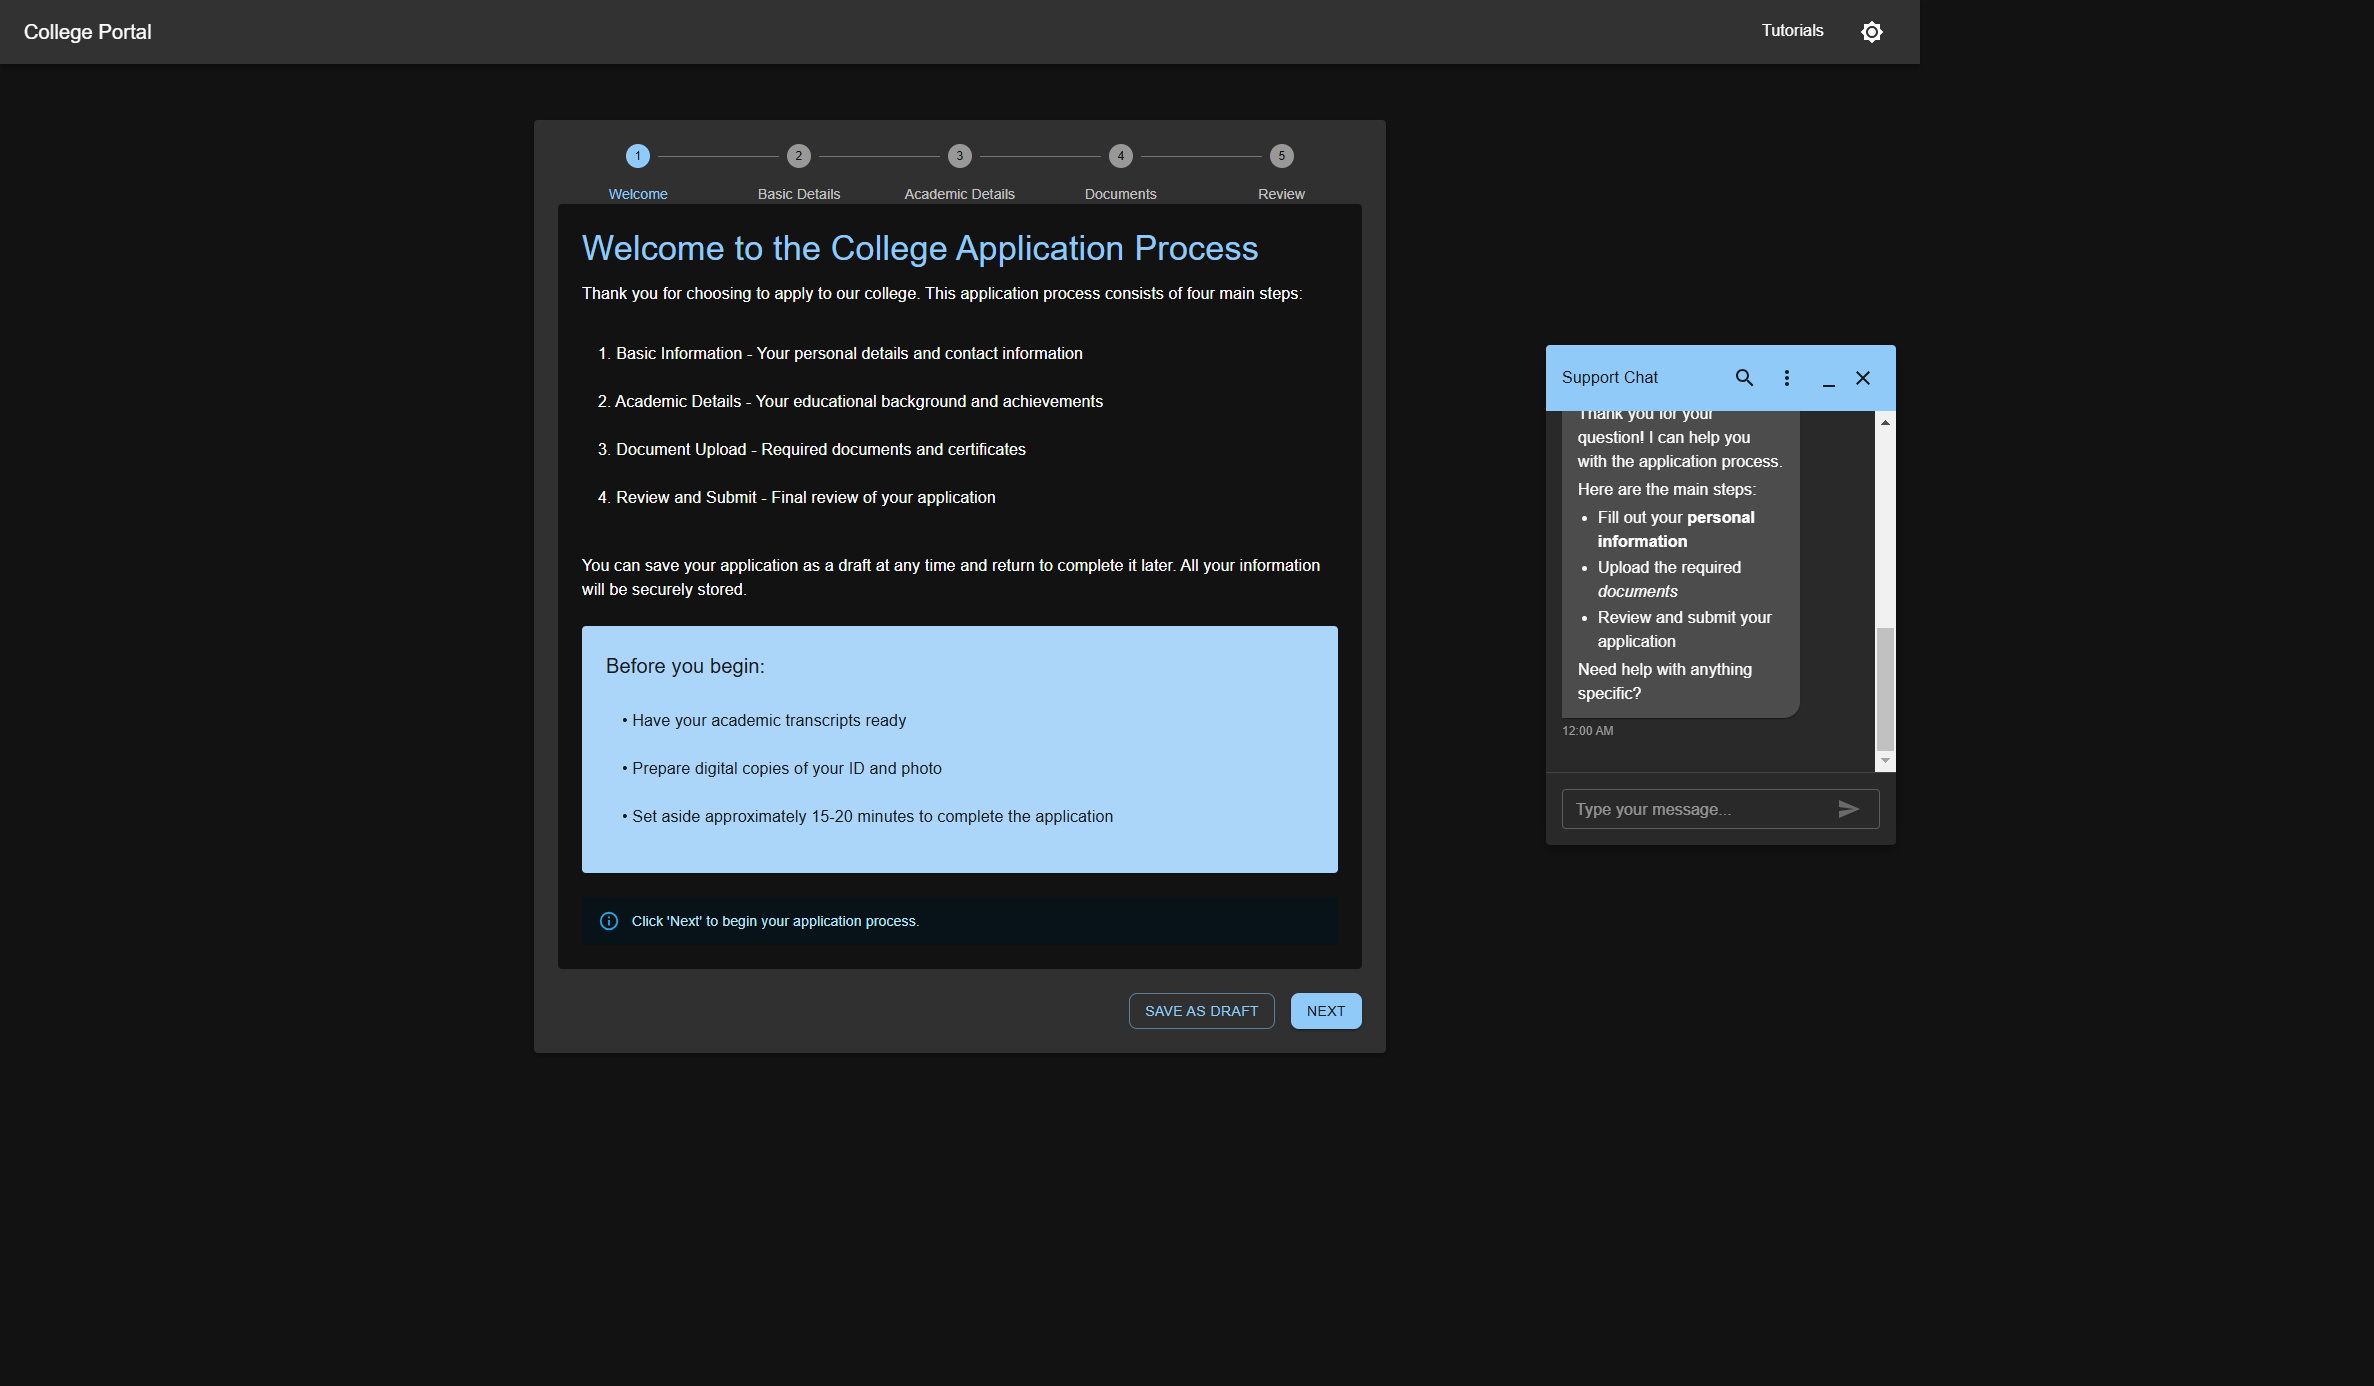 College Portal
Tutorials
1
2
3
4
5
Welcome
Basic Details
Academic Details
Documents
Review
Welcome to the College Application Process
Thank you for choosing to apply to our college. This application process consists of four main steps:
1. Basic Information - Your personal details and contact information
2. Academic Details - Your educational background and achievements
3. Document Upload - Required documents and certificates
4. Review and Submit - Final review of your application
You can save your application as a draft at any time and return to complete it later. All your information
will be securely stored.
Before you begin:
• Have your academic transcripts ready
• Prepare digital copies of your ID and photo
• Set aside approximately 15-20 minutes to complete the application
Click 'Next' to begin your application process.
SAVE AS DRAFT
NEXT
Support Chat
Thank you for your
question! I can help you
with the application process.
Here are the main steps:
• Fill out your personal
information
• Upload the required
documents
• Review and submit your
application
Need help with anything
specific?
12:00 AM
Type your message...